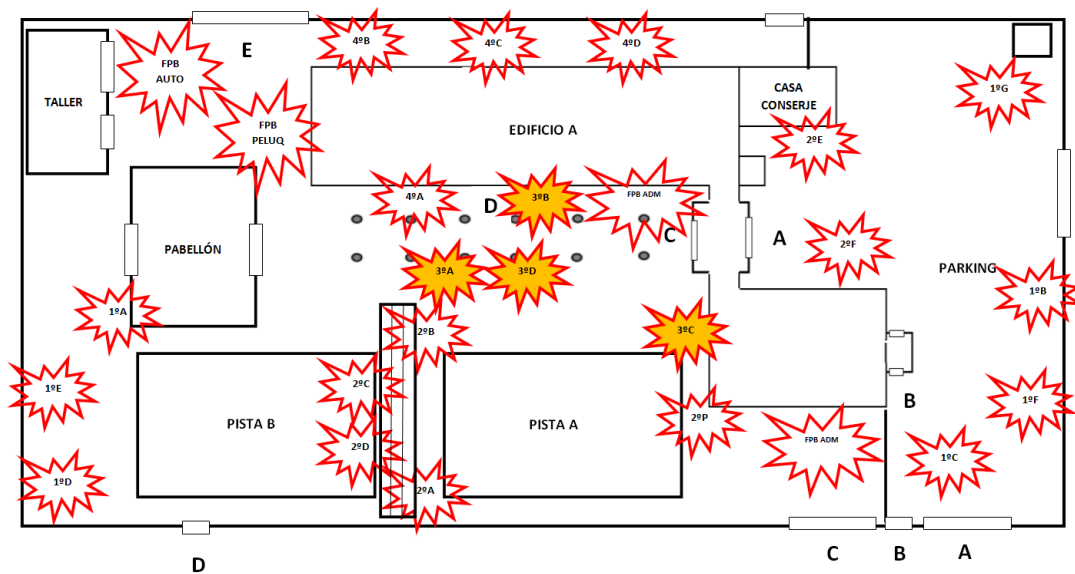 E
4ºB
4ºC
4ºD
FPB
AUTO
TALLER
CASA
CONSERJE
1ºG
FPB
PELUQ
EDIFICIO A
2ºE
4ºA
D
3ºB
FPB ADM
C
A
PABELLÓN
2ºF
PARKING
3ºA
3ºD
1ºB
1ºA
2ºB
3ºC
1ºE
2ºC
1ºF
B
PISTA B
PISTA A
2ºP
2ºD
FPB ADM
1ºC
1ºD
2ºA
D
C
B
A